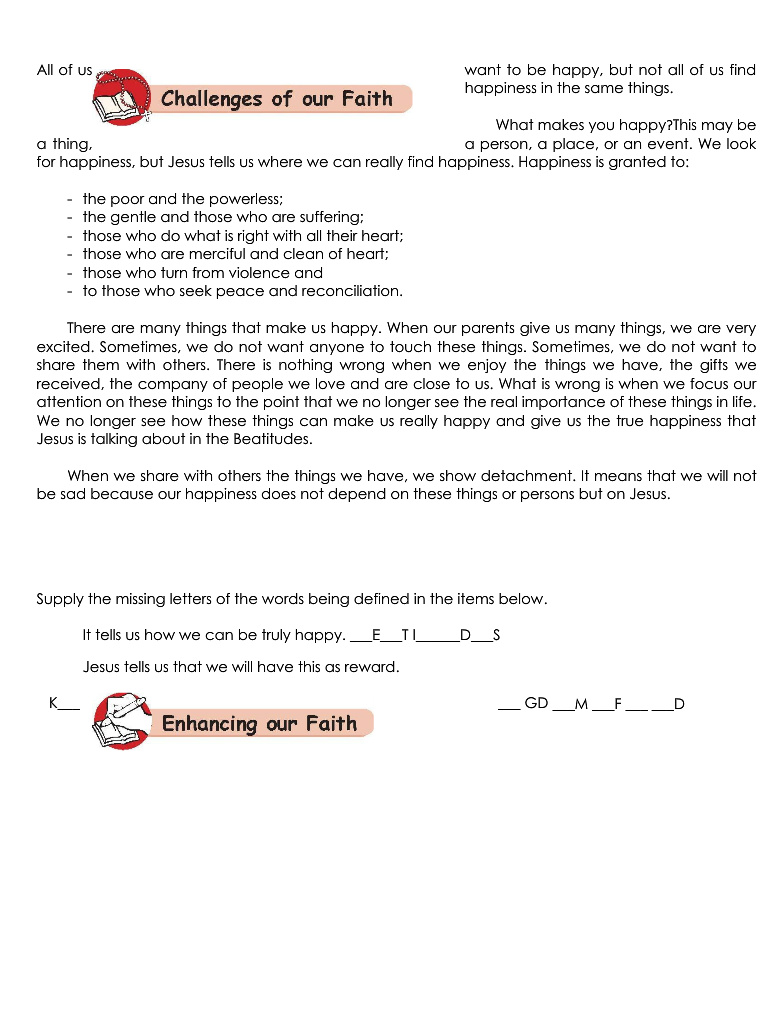 All of us want to be happy, but not all of us find
Challenges of our Faith
happiness in the same things.
What makes you happy?This may be
a thing, a person, a place, or an event. We look
for happiness, but Jesus tells us where we can really find happiness. Happiness is granted to:
- the poor and the powerless;
- the gentle and those who are suffering;
- those who do what is right with all their heart;
- those who are merciful and clean of heart;
- those who turn from violence and
- to those who seek peace and reconciliation.
There are many things that make us happy. When our parents give us many things, we are very
excited. Sometimes, we do not want anyone to touch these things. Sometimes, we do not want to
share them with others. There is nothing wrong when we enjoy the things we have, the gifts we
received, the company of people we love and are close to us. What is wrong is when we focus our
attention on these things to the point that we no longer see the real importance of these things in life.
We no longer see how these things can make us really happy and give us the true happiness that
Jesus is talking about in the Beatitudes.
When we share with others the things we have, we show detachment. It means that we will not
be sad because our happiness does not depend on these things or persons but on Jesus.
Supply the missing letters of the words being defined in the items below.
It tells us how we can be truly happy. ___E___T I______D___S
Jesus tells us that we will have this as reward.
K___ ___ GD ___M ___F ___ ___D
Enhancing our Faith